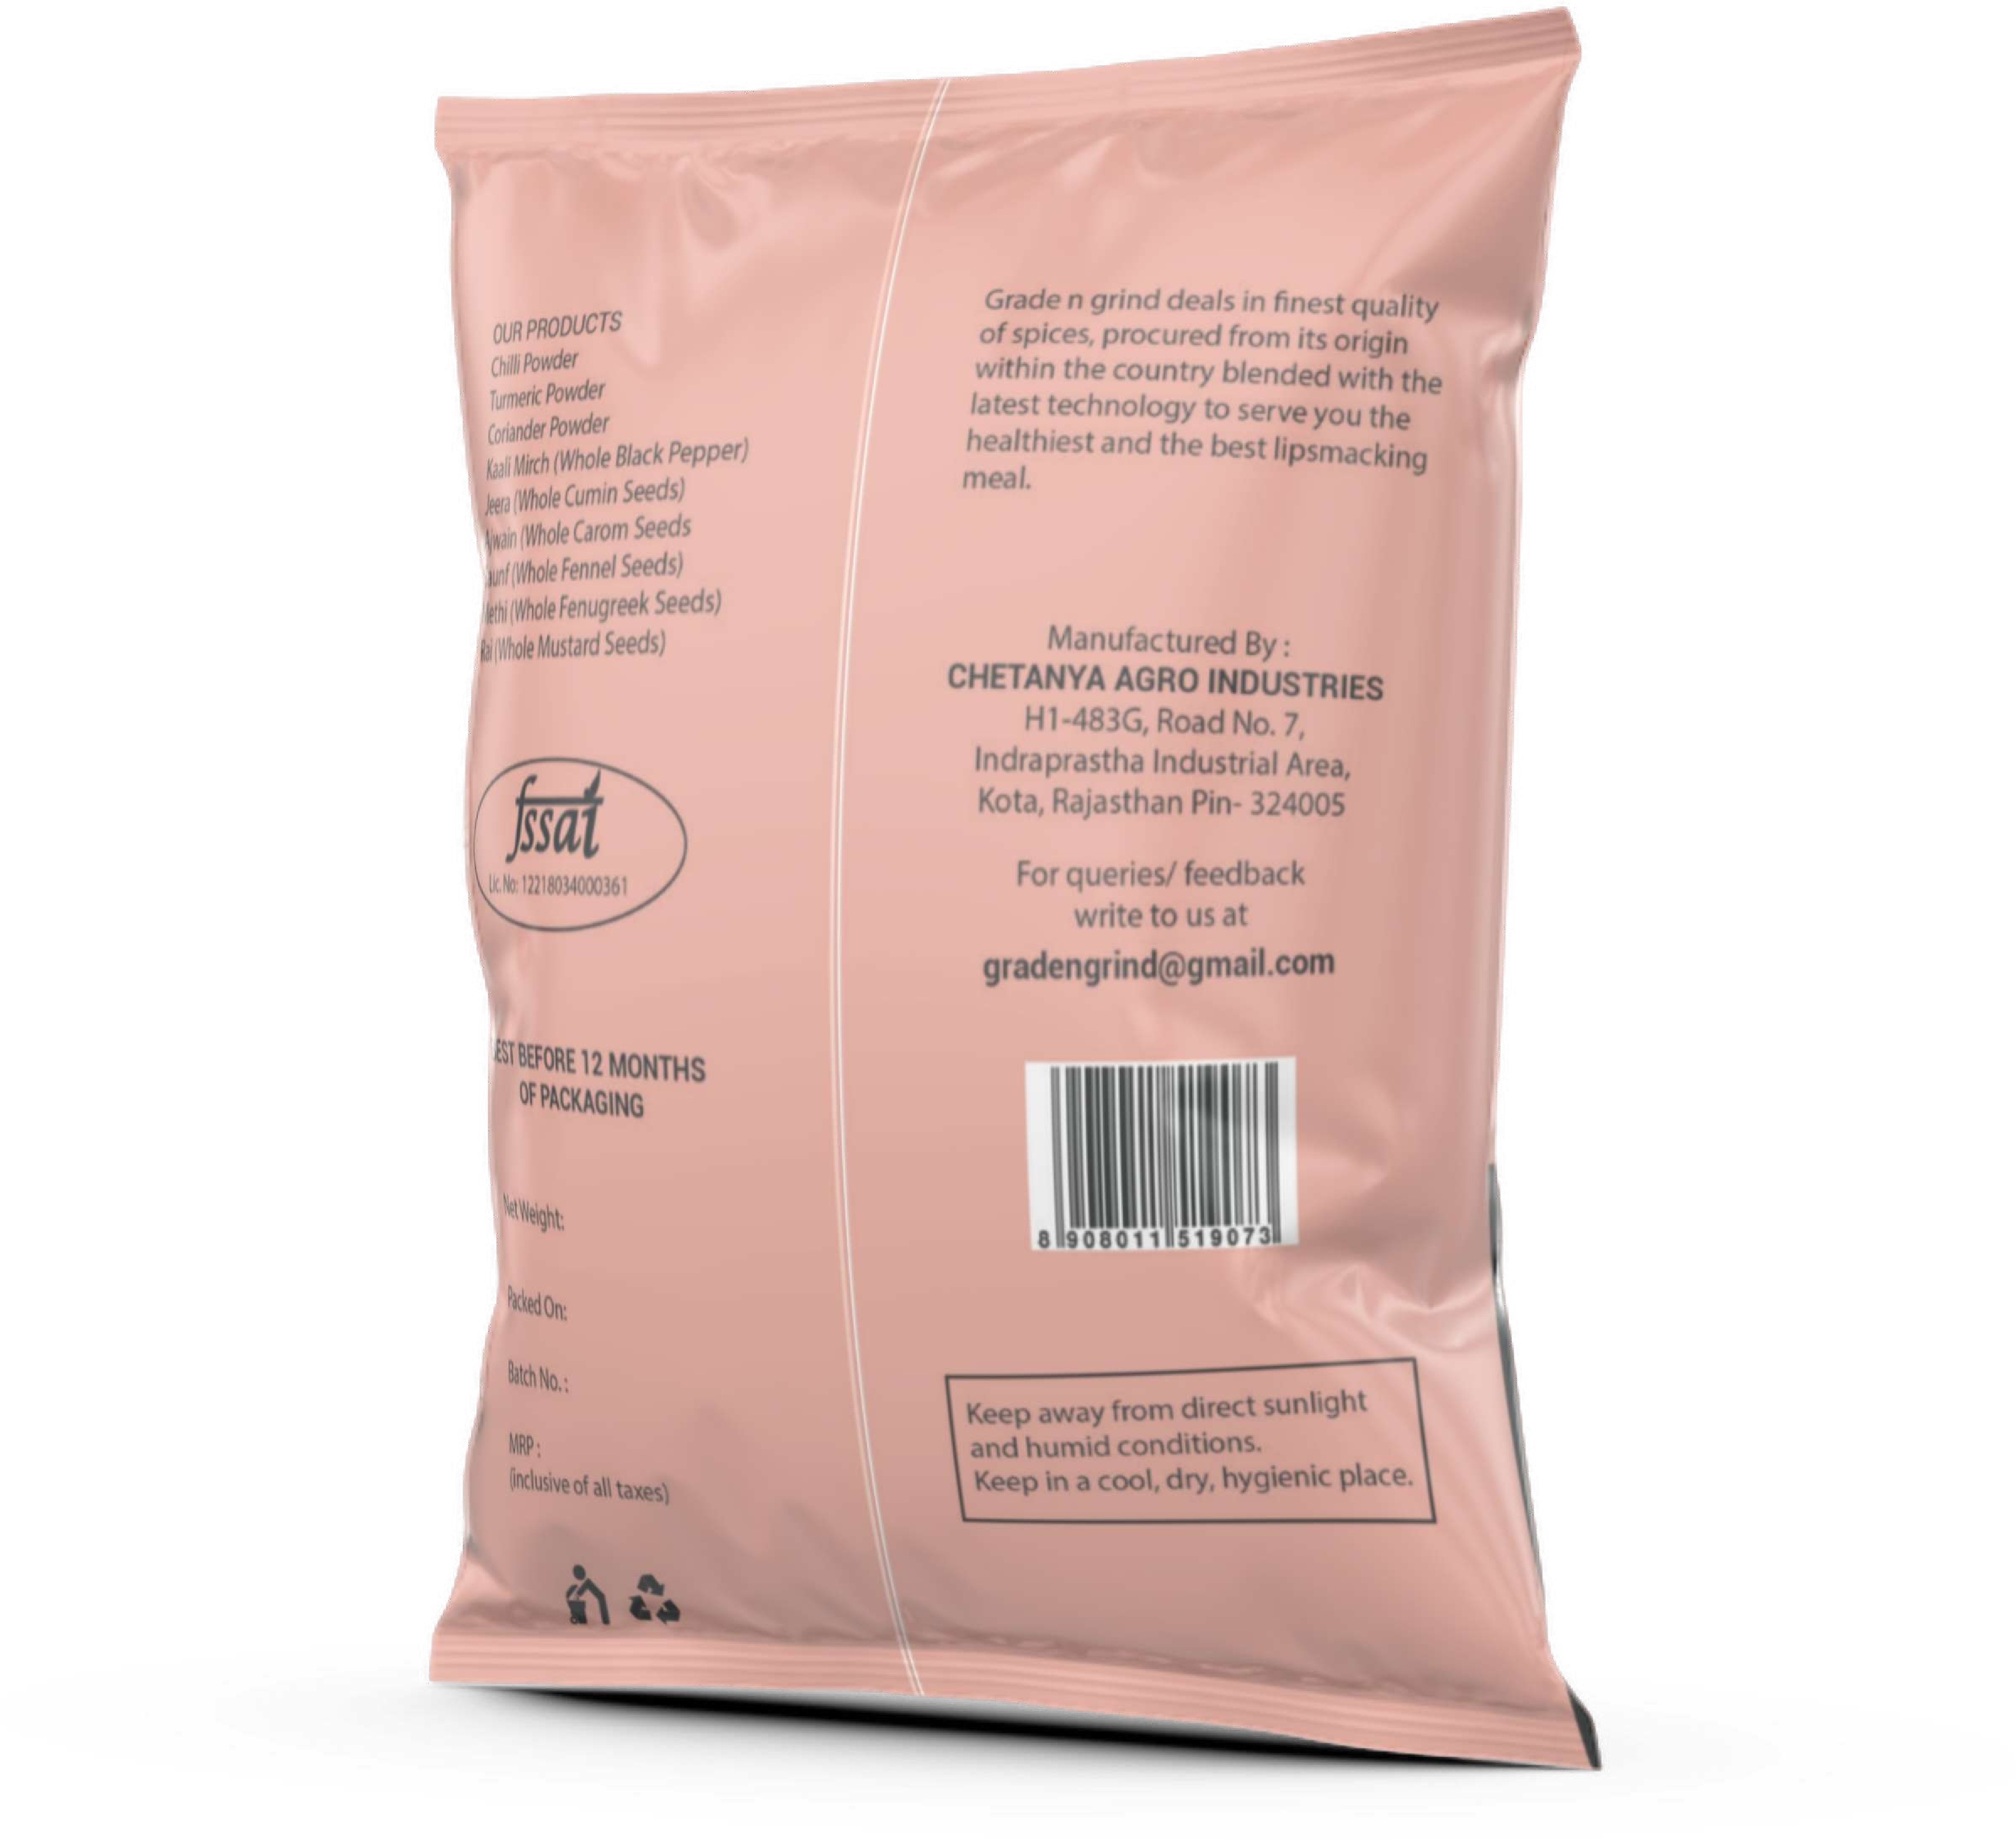 OUR PRODUCTS
Chilli Powder
Turmeric Powder
Coriander Powder
Kaali Mirch (Whole Black Pepper)
Jeera (Whole Cumin Seeds)
Ajwain (Whole Carom Seeds
aunf (Whole Fennel Seeds)
ethi (Whole Fenugreek Seeds)
Rai (Whole Mustard Seeds)
fssai
Lic. No: 12218034000361
EST BEFORE 12 MONTHS
OF PACKAGING
Net Weight:
Packed On:
Batch No. :
MRP :
(inclusive of all taxes)
Grade n grind deals in finest quality
of spices, procured from its origin
within the country blended with the
latest technology to serve you the
healthiest and the best lipsmacking
meal.
Manufactured By :
CHETANYA AGRO INDUSTRIES
H1-483G, Road No. 7,
Indraprastha Industrial Area,
Kota, Rajasthan Pin- 324005
For queries/ feedback
write to us at
gradengrind@gmail.com
8 908011 519073
Keep away from direct sunlight
and humid conditions.
Keep in a cool, dry, hygienic place.